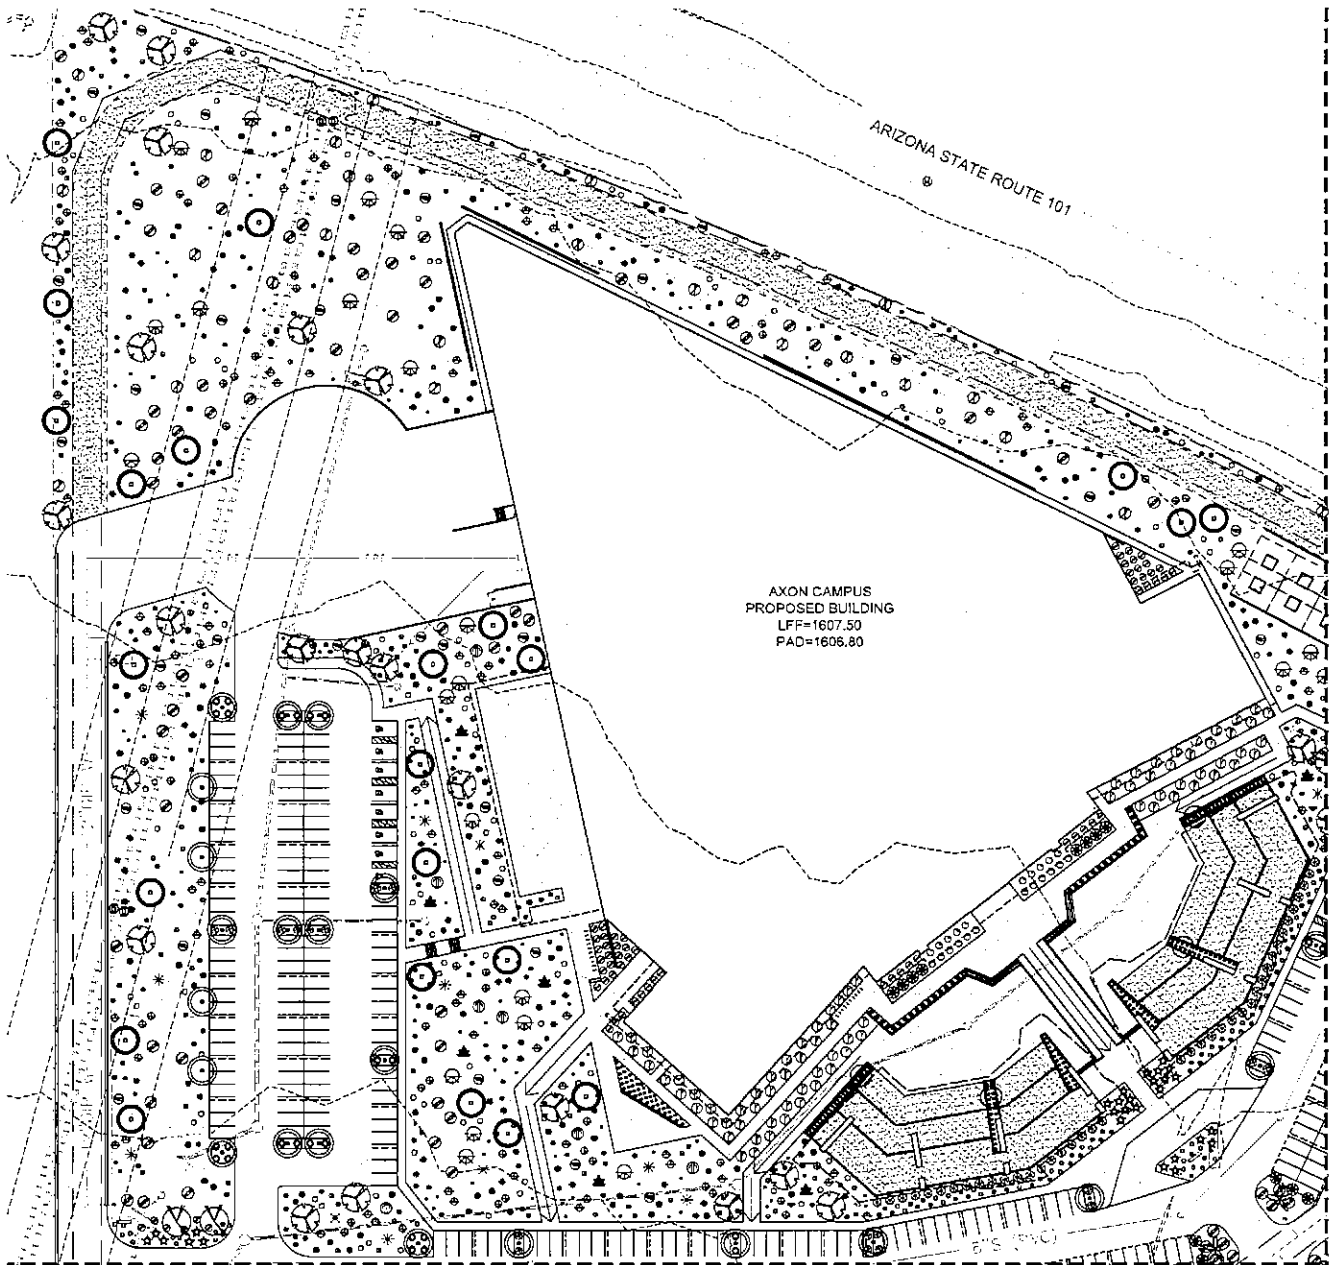 ARIZONA STATE ROUTE 101
AXON CAMPUS
PROPOSED BUILDING
LFF=1607.50
PAD=1606.80